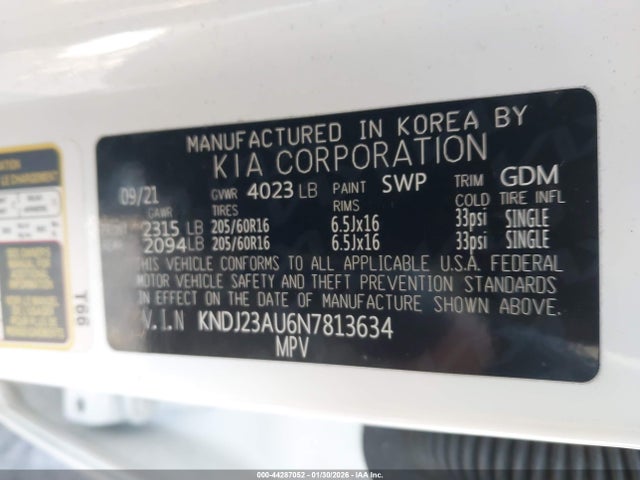 MANUFACTURED IN KOREA BY
KIA CORPORATION
09/21 GVWR 4023 LB PAINT SWP TRIM GDM
GAWR TIRES RIMS COLD TIRE INFL
FRONT 2315 LB 205/60R16 6.5Jx16 33psi SINGLE
REAR 2094 LB 205/60R16 6.5Jx16 33psi SINGLE
THIS VEHICLE CONFORMS TO ALL APPLICABLE U.S.A. FEDERAL
MOTOR VEHICLE SAFETY AND THEFT PREVENTION STANDARDS
IN EFFECT ON THE DATE OF MANUFACTURE SHOWN ABOVE.
V.I.N KNDJ23AU6N7813634
MPV
T66
000-44287052 | 01/30/2026 - COPART